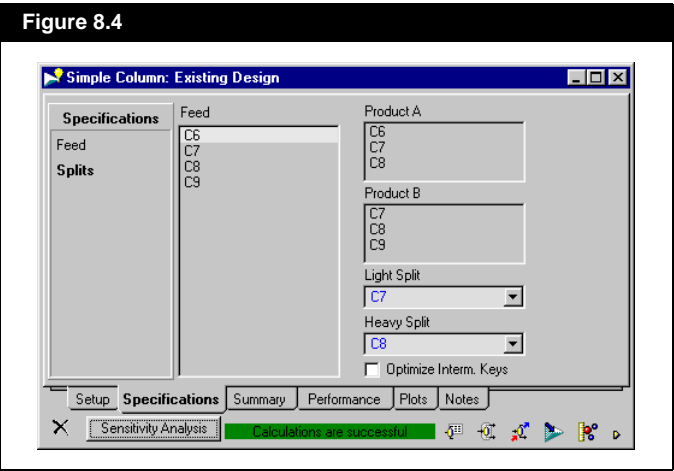 Figure 8.4
Simple Column: Existing Design
Specifications
Feed
Splits
Feed
C6
C7
C8
C9
Product A
C6
C7
C8
Product B
C7
C8
C9
Light Split
C7
Heavy Split
C8
Optimize Interm. Keys
Setup Specifications Summary Performance Plots Notes
Sensitivity Analysis Calculations are successful